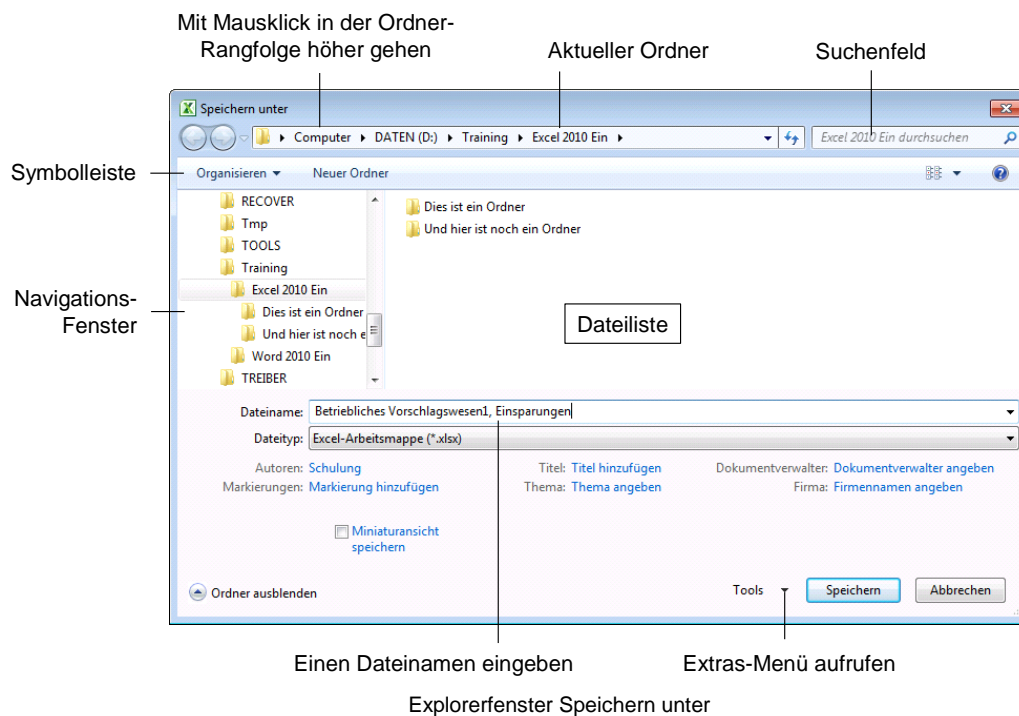 Mit Mausklick in der Ordner-
Rangfolge höher gehen
Aktueller Ordner
Suchenfeld
Speichern unter
Computer DATEN (D:) Training Excel 2010 Ein
Excel 2010 Ein durchsuchen
Symbolleiste
Organisieren Neuer Ordner
RECOVER
Tmp
TOOLS
Training
Excel 2010 Ein
Dies ist ein Ordner
Und hier ist noch e
Word 2010 Ein
TREIBER
Dies ist ein Ordner
Und hier ist noch ein Ordner
Navigations-
Fenster
Dateiliste
Dateiname: Betriebliches Vorschlagswesen1, Einsparungen
Dateityp: Excel-Arbeitsmappe (*.xlsx)
Autoren: Schulung Titel: Titel hinzufügen Dokumentverwalter: Dokumentverwalter angeben
Markierungen: Markierung hinzufügen Thema: Thema angeben Firma: Firmennamen angeben
Miniaturansicht
speichern
Ordner ausblenden
Tools Speichern Abbrechen
Einen Dateinamen eingeben
Extras-Menü aufrufen
Explorerfenster Speichern unter